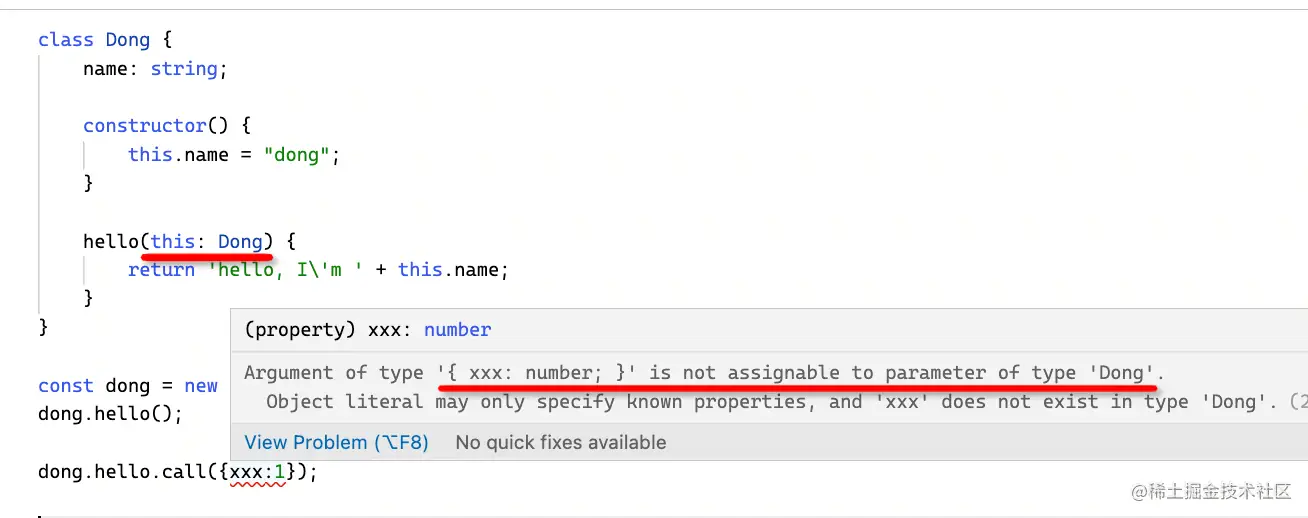 class Dong {
name: string;
constructor() {
this.name = "dong";
}
hello(this: Dong) {
return 'hello, I\'m ' + this.name;
}
}
(property) xxx: number
Argument of type '{ xxx: number; }' is not assignable to parameter of type 'Dong'.
Object literal may only specify known properties, and 'xxx' does not exist in type 'Dong'. (2
View Problem (⌥F8) No quick fixes available
const dong = new
dong.hello();
dong.hello.call({xxx:1});
@稀土掘金技术社区